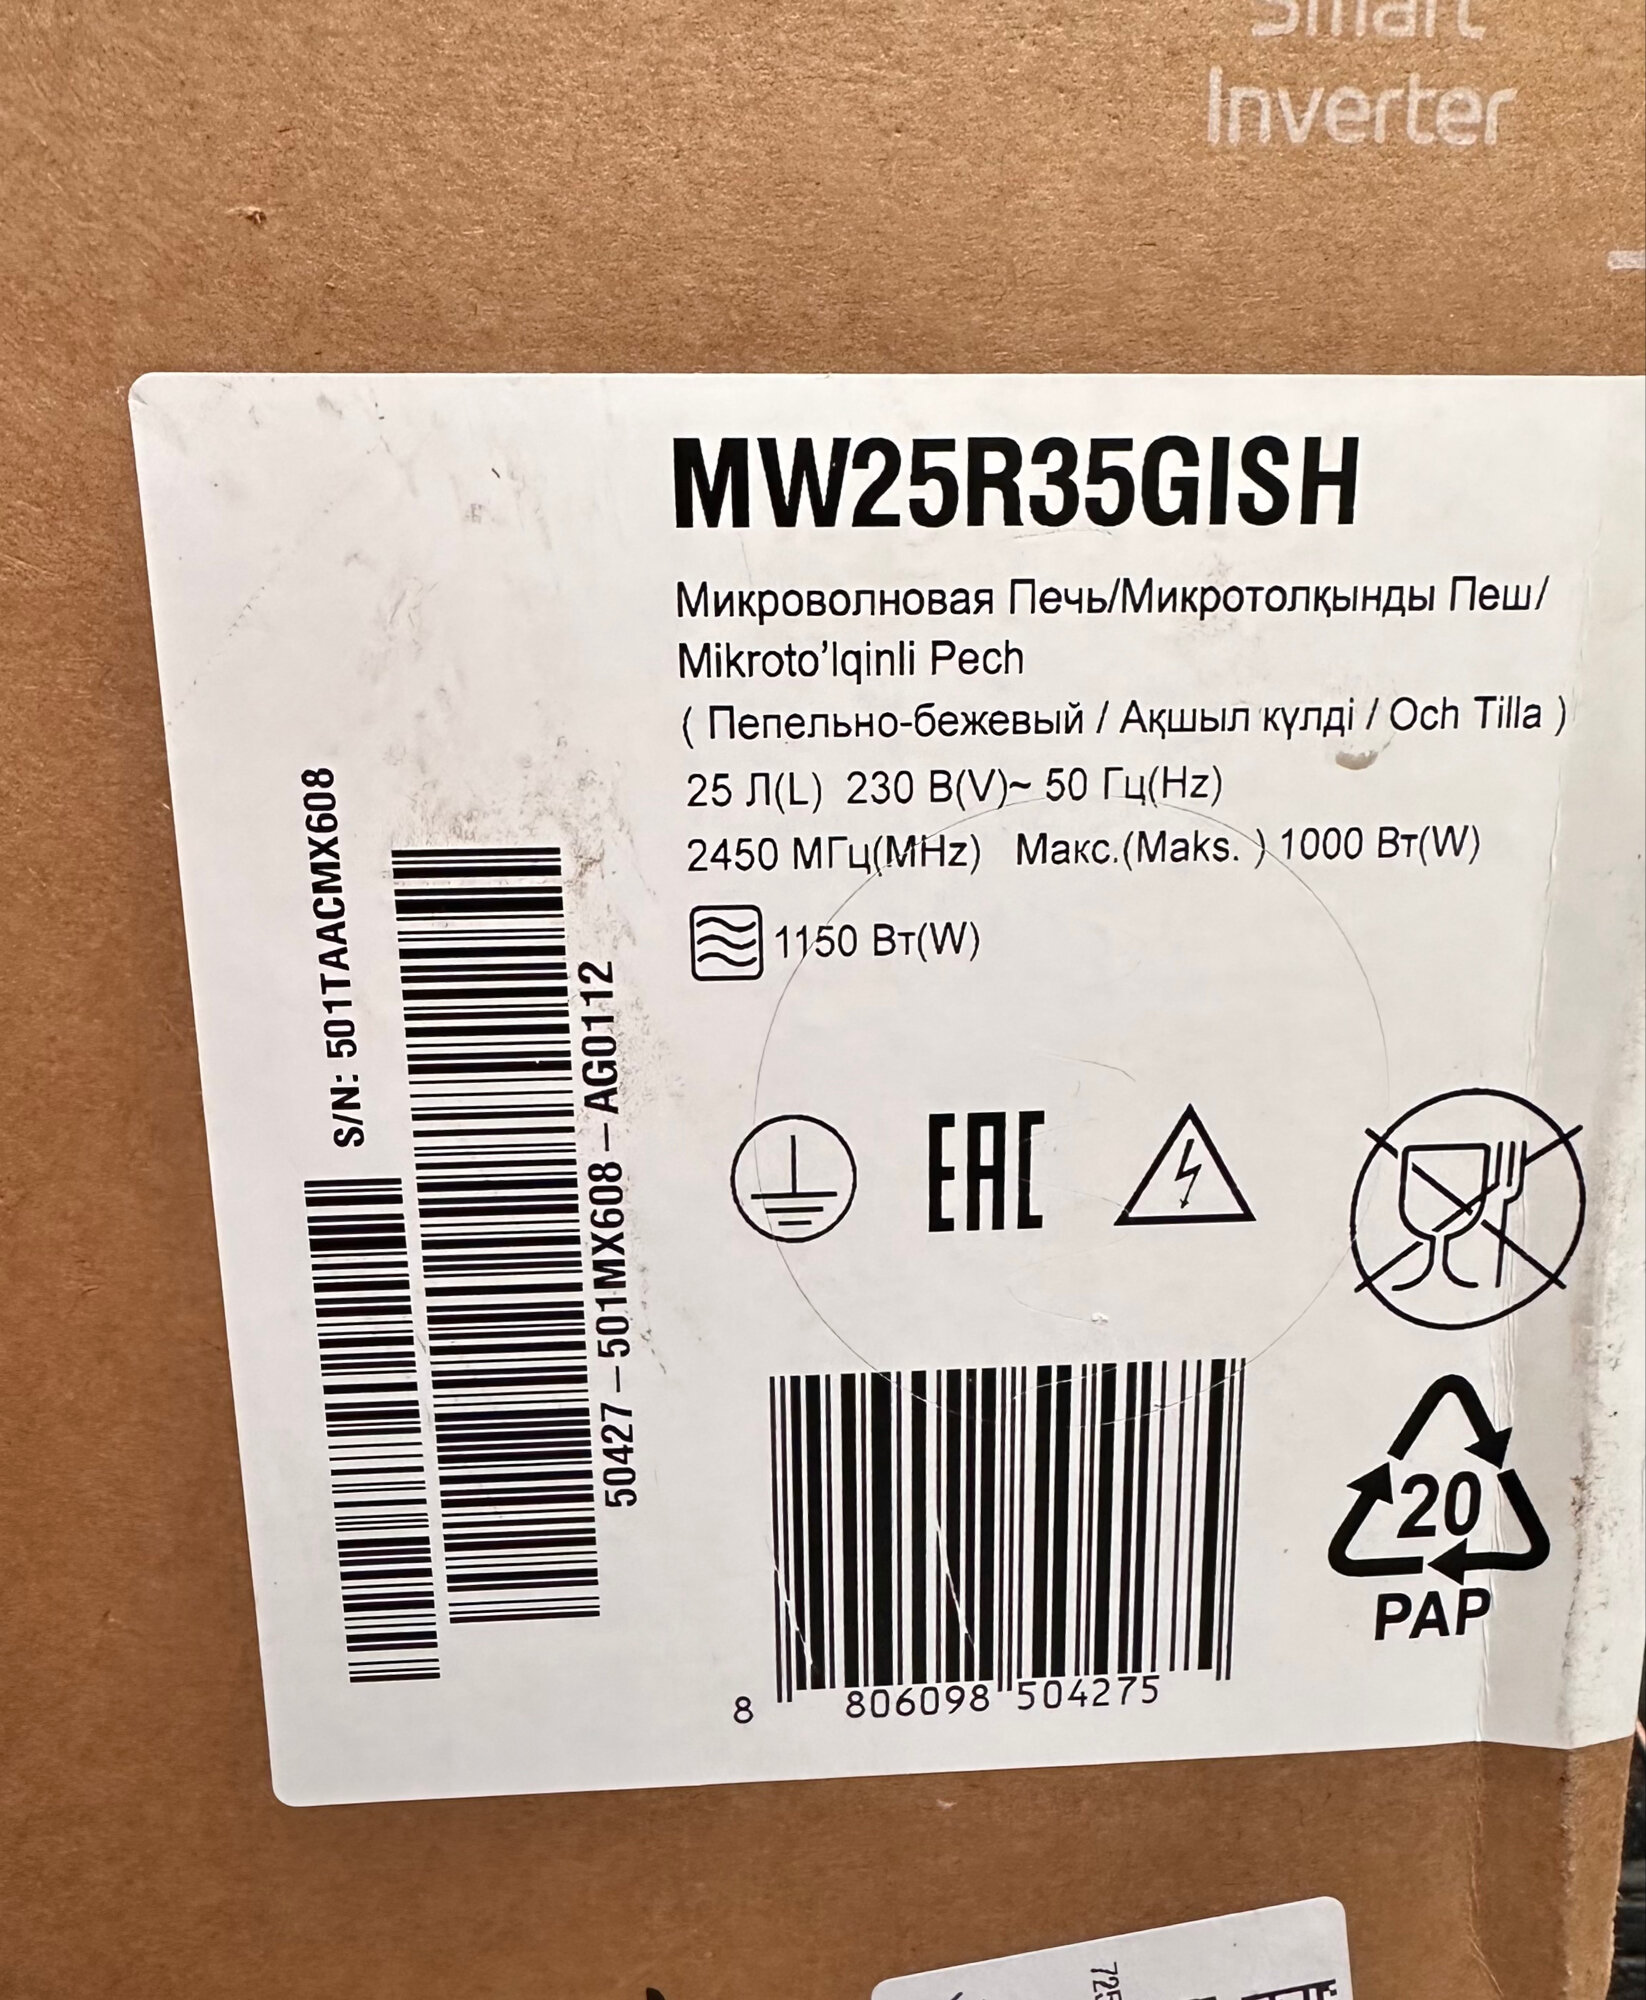 Smart
Inverter
MW25R35GISH
Микроволновая Печь/Микротолқынды Пеш/
Mikroto'lqinli Pech
( Пепельно-бежевый / Ақшыл күлді / Och Tilla )
25 Л(L) 230 В(V)~ 50 Гц(Hz)
2450 МГц(MHz) Макс.(Maks. ) 1000 Вт(W)
1150 Вт(W)
S/N: 501TAACMX608
50427-501MX608-AG0112
EAC
8 806098 504275
20
PAP